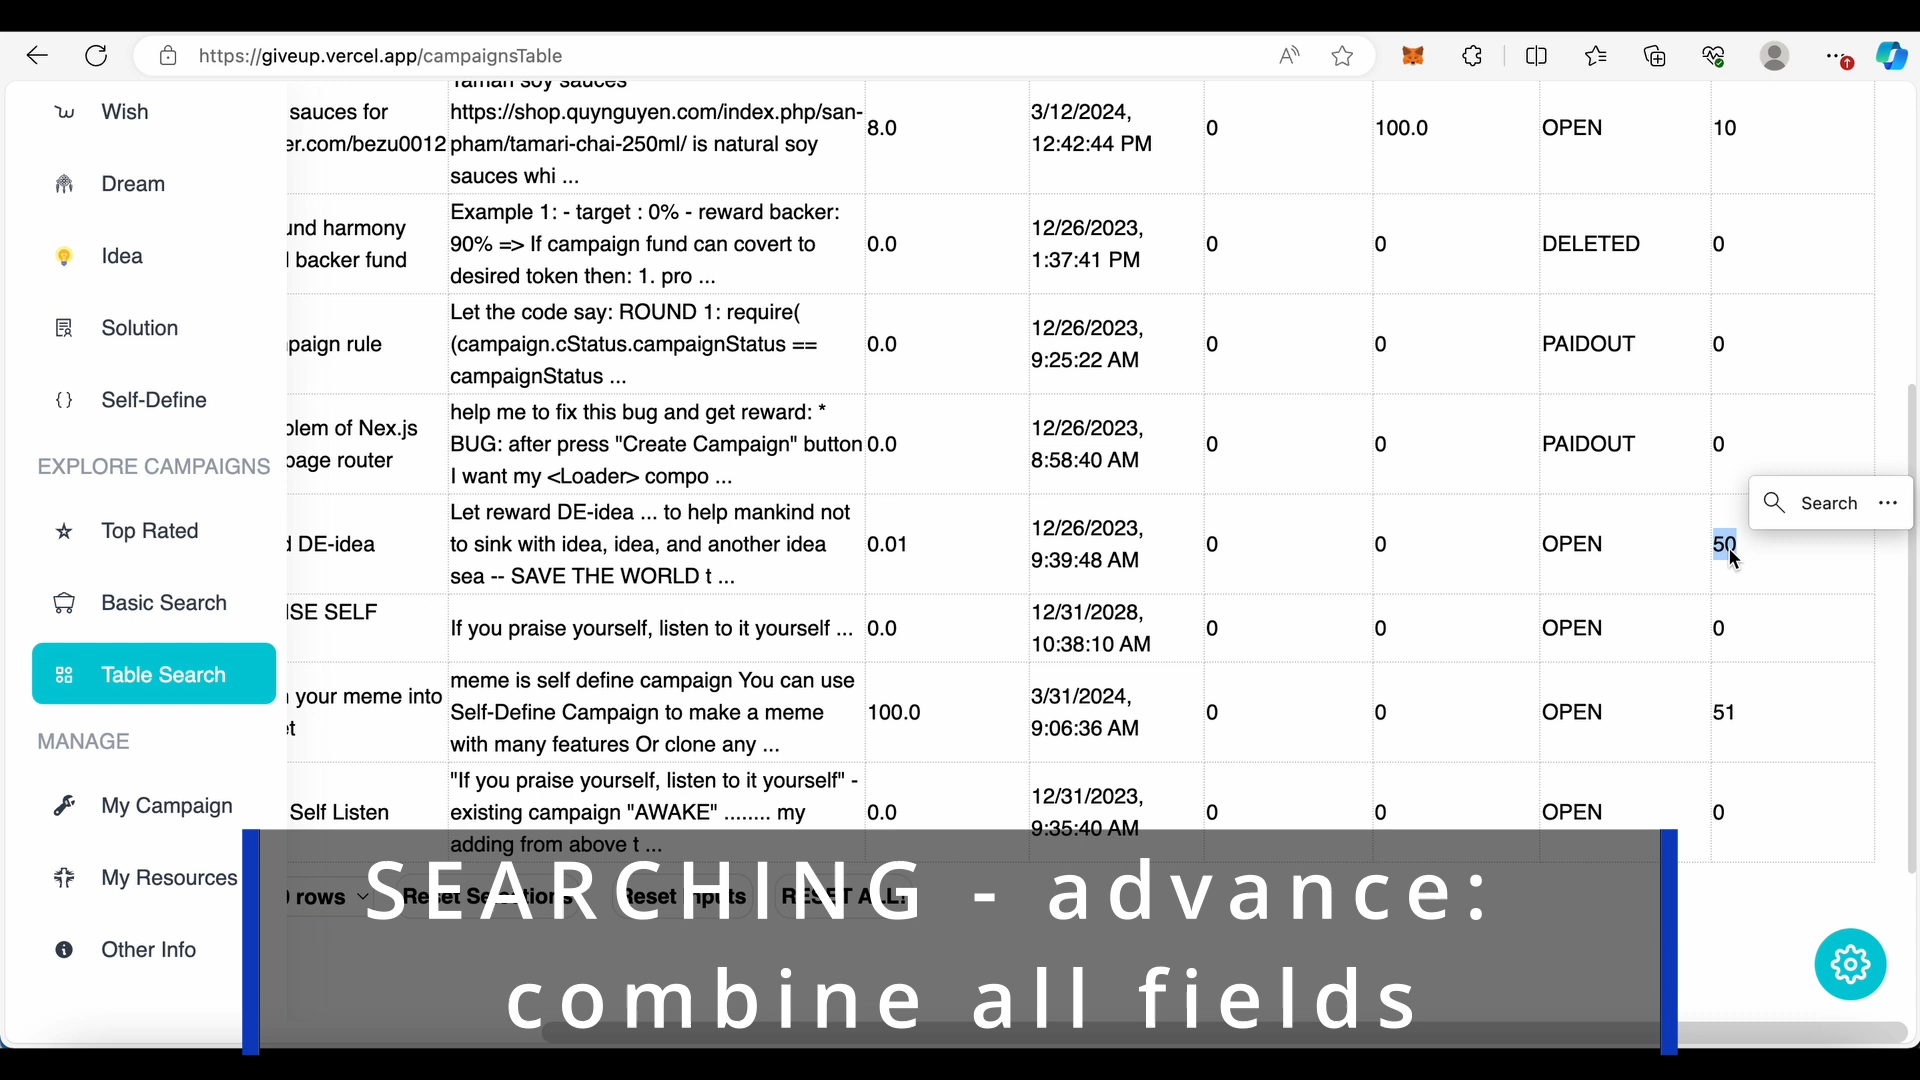 https://giveup.vercel.app/campaignsTable
Wish
Dream
Idea
Solution
Self-Define
EXPLORE CAMPAIGNS
Top Rated
Basic Search
Table Search
MANAGE
My Campaign
My Resources
Other Info
sauces for
er.com/bezu0012
Tamari soy sauces
https://shop.quynguyen.com/index.php/san-
pham/tamari-chai-250ml/ is natural soy
sauces whi ...
8.0
3/12/2024,
12:42:44 PM
0
100.0
OPEN
10
und harmony
backer fund
Example 1: - target : 0% - reward backer:
90% => If campaign fund can covert to
desired token then: 1. pro ...
0.0
12/26/2023,
1:37:41 PM
0
0
DELETED
0
paign rule
Let the code say: ROUND 1: require(
(campaign.cStatus.campaignStatus ==
campaignStatus ...
0.0
12/26/2023,
9:25:22 AM
0
0
PAIDOUT
0
blem of Nex.js
page router
help me to fix this bug and get reward: *
BUG: after press "Create Campaign" button
I want my <Loader> compo ...
0.0
12/26/2023,
8:58:40 AM
0
0
PAIDOUT
0
Search ...
d DE-idea
Let reward DE-idea ... to help mankind not
to sink with idea, idea, and another idea
sea -- SAVE THE WORLD t ...
0.01
12/26/2023,
9:39:48 AM
0
0
OPEN
50
ISE SELF
If you praise yourself, listen to it yourself ...
0.0
12/31/2028,
10:38:10 AM
0
0
OPEN
0
your meme into
et
meme is self define campaign You can use
Self-Define Campaign to make a meme
with many features Or clone any ...
100.0
3/31/2024,
9:06:36 AM
0
0
OPEN
51
Self Listen
"If you praise yourself, listen to it yourself" -
existing campaign "AWAKE" ........ my
adding from above t ...
0.0
12/31/2023,
9:35:40 AM
0
0
OPEN
0
0 rows
Reset Selections
Reset Inputs
RESET ALL!
SEARCHING - advance:
combine all fields